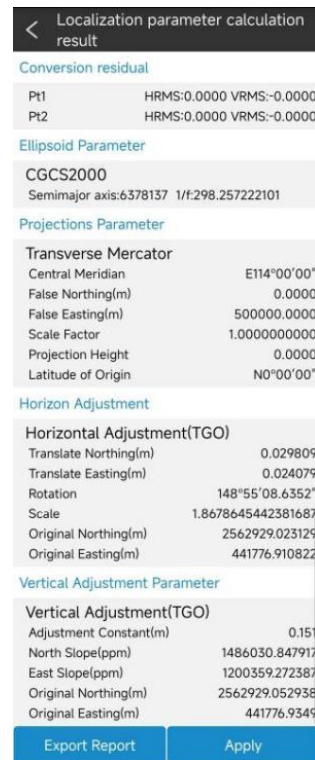 Localization parameter calculation
result
Conversion residual
Pt1 HRMS:0.0000 VRMS:-0.0000
Pt2 HRMS:0.0000 VRMS:-0.0000
Ellipsoid Parameter
CGCS2000
Semimajor axis:6378137 1/f:298.257222101
Projections Parameter
Transverse Mercator
Central Meridian E114°00'00"
False Northing(m) 0.0000
False Easting(m) 500000.0000
Scale Factor 1.0000000000
Projection Height 0.0000
Latitude of Origin N0°00'00"
Horizon Adjustment
Horizontal Adjustment(TGO)
Translate Northing(m) 0.029809
Translate Easting(m) 0.024079
Rotation 148°55'08.6352"
Scale 1.8678645442381687
Original Northing(m) 2562929.023129
Original Easting(m) 441776.910822
Vertical Adjustment Parameter
Vertical Adjustment(TGO)
Adjustment Constant(m) 0.151
North Slope(ppm) 1486030.847917
East Slope(ppm) 1200359.272387
Original Northing(m) 2562929.052938
Original Easting(m) 441776.9349
Export Report Apply